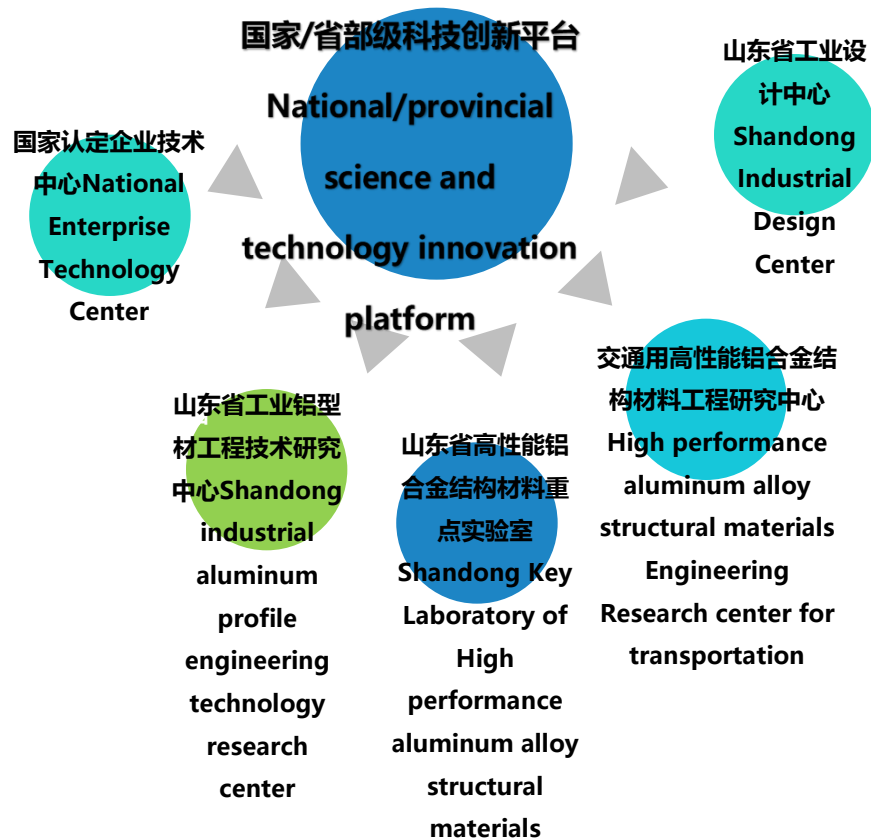 国家/省部级科技创新平台
National/provincial
science and
technology innovation
platform
国家认定企业技术
中心National
Enterprise
Technology
Center
山东省工业设
计中心
Shandong
Industrial
Design
Center
山东省工业铝型
材工程技术研究
中心Shandong
industrial
aluminum
profile
engineering
technology
research
center
山东省高性能铝
合金结构材料重
点实验室
Shandong Key
Laboratory of
High
performance
aluminum alloy
structural
materials
交通用高性能铝合金结
构材料工程研究中心
High performance
aluminum alloy
structural materials
Engineering
Research center for
transportation